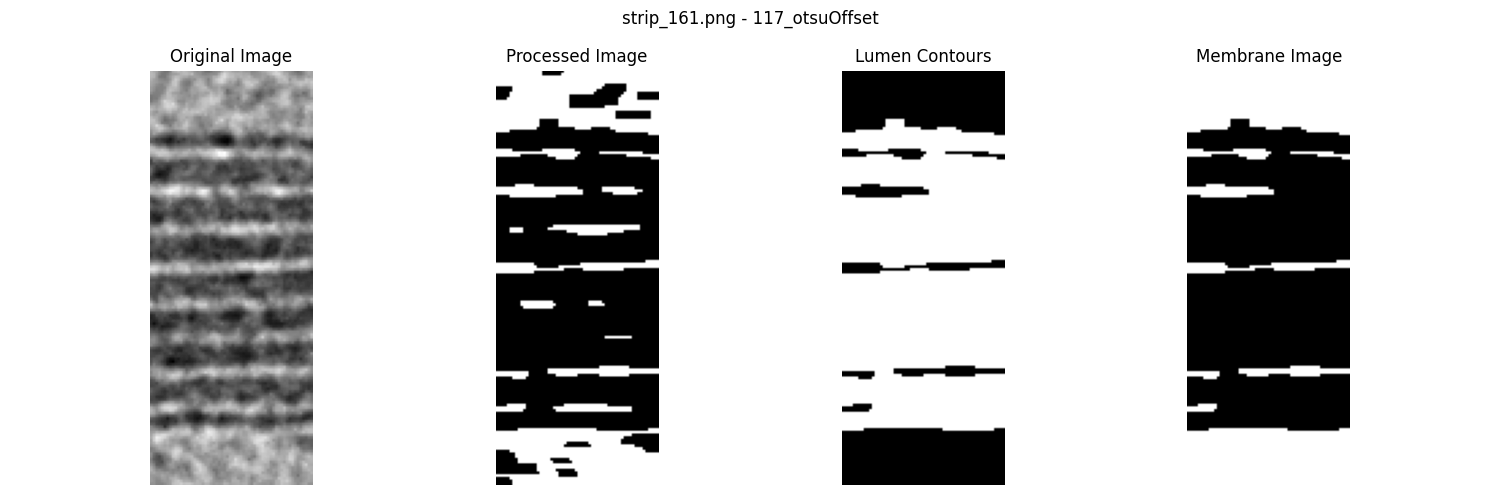 strip_161.png - 117_otsuOffset
Original Image
Processed Image
Lumen Contours
Membrane Image